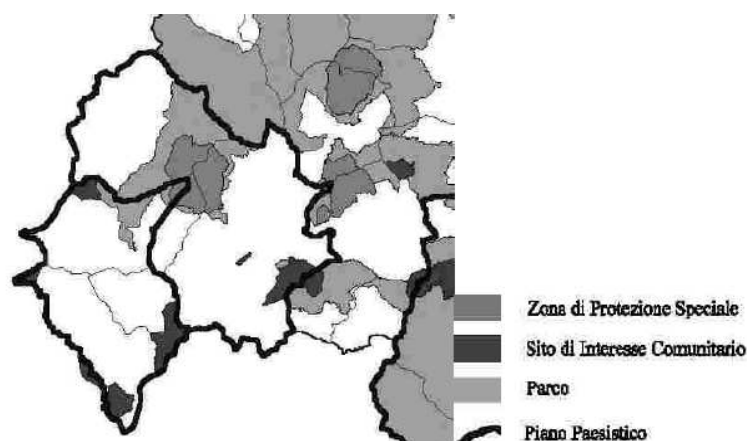 Zona di Protezione Speciale
Sito di Interesse Comunitario
Parco
Piano Paesistico